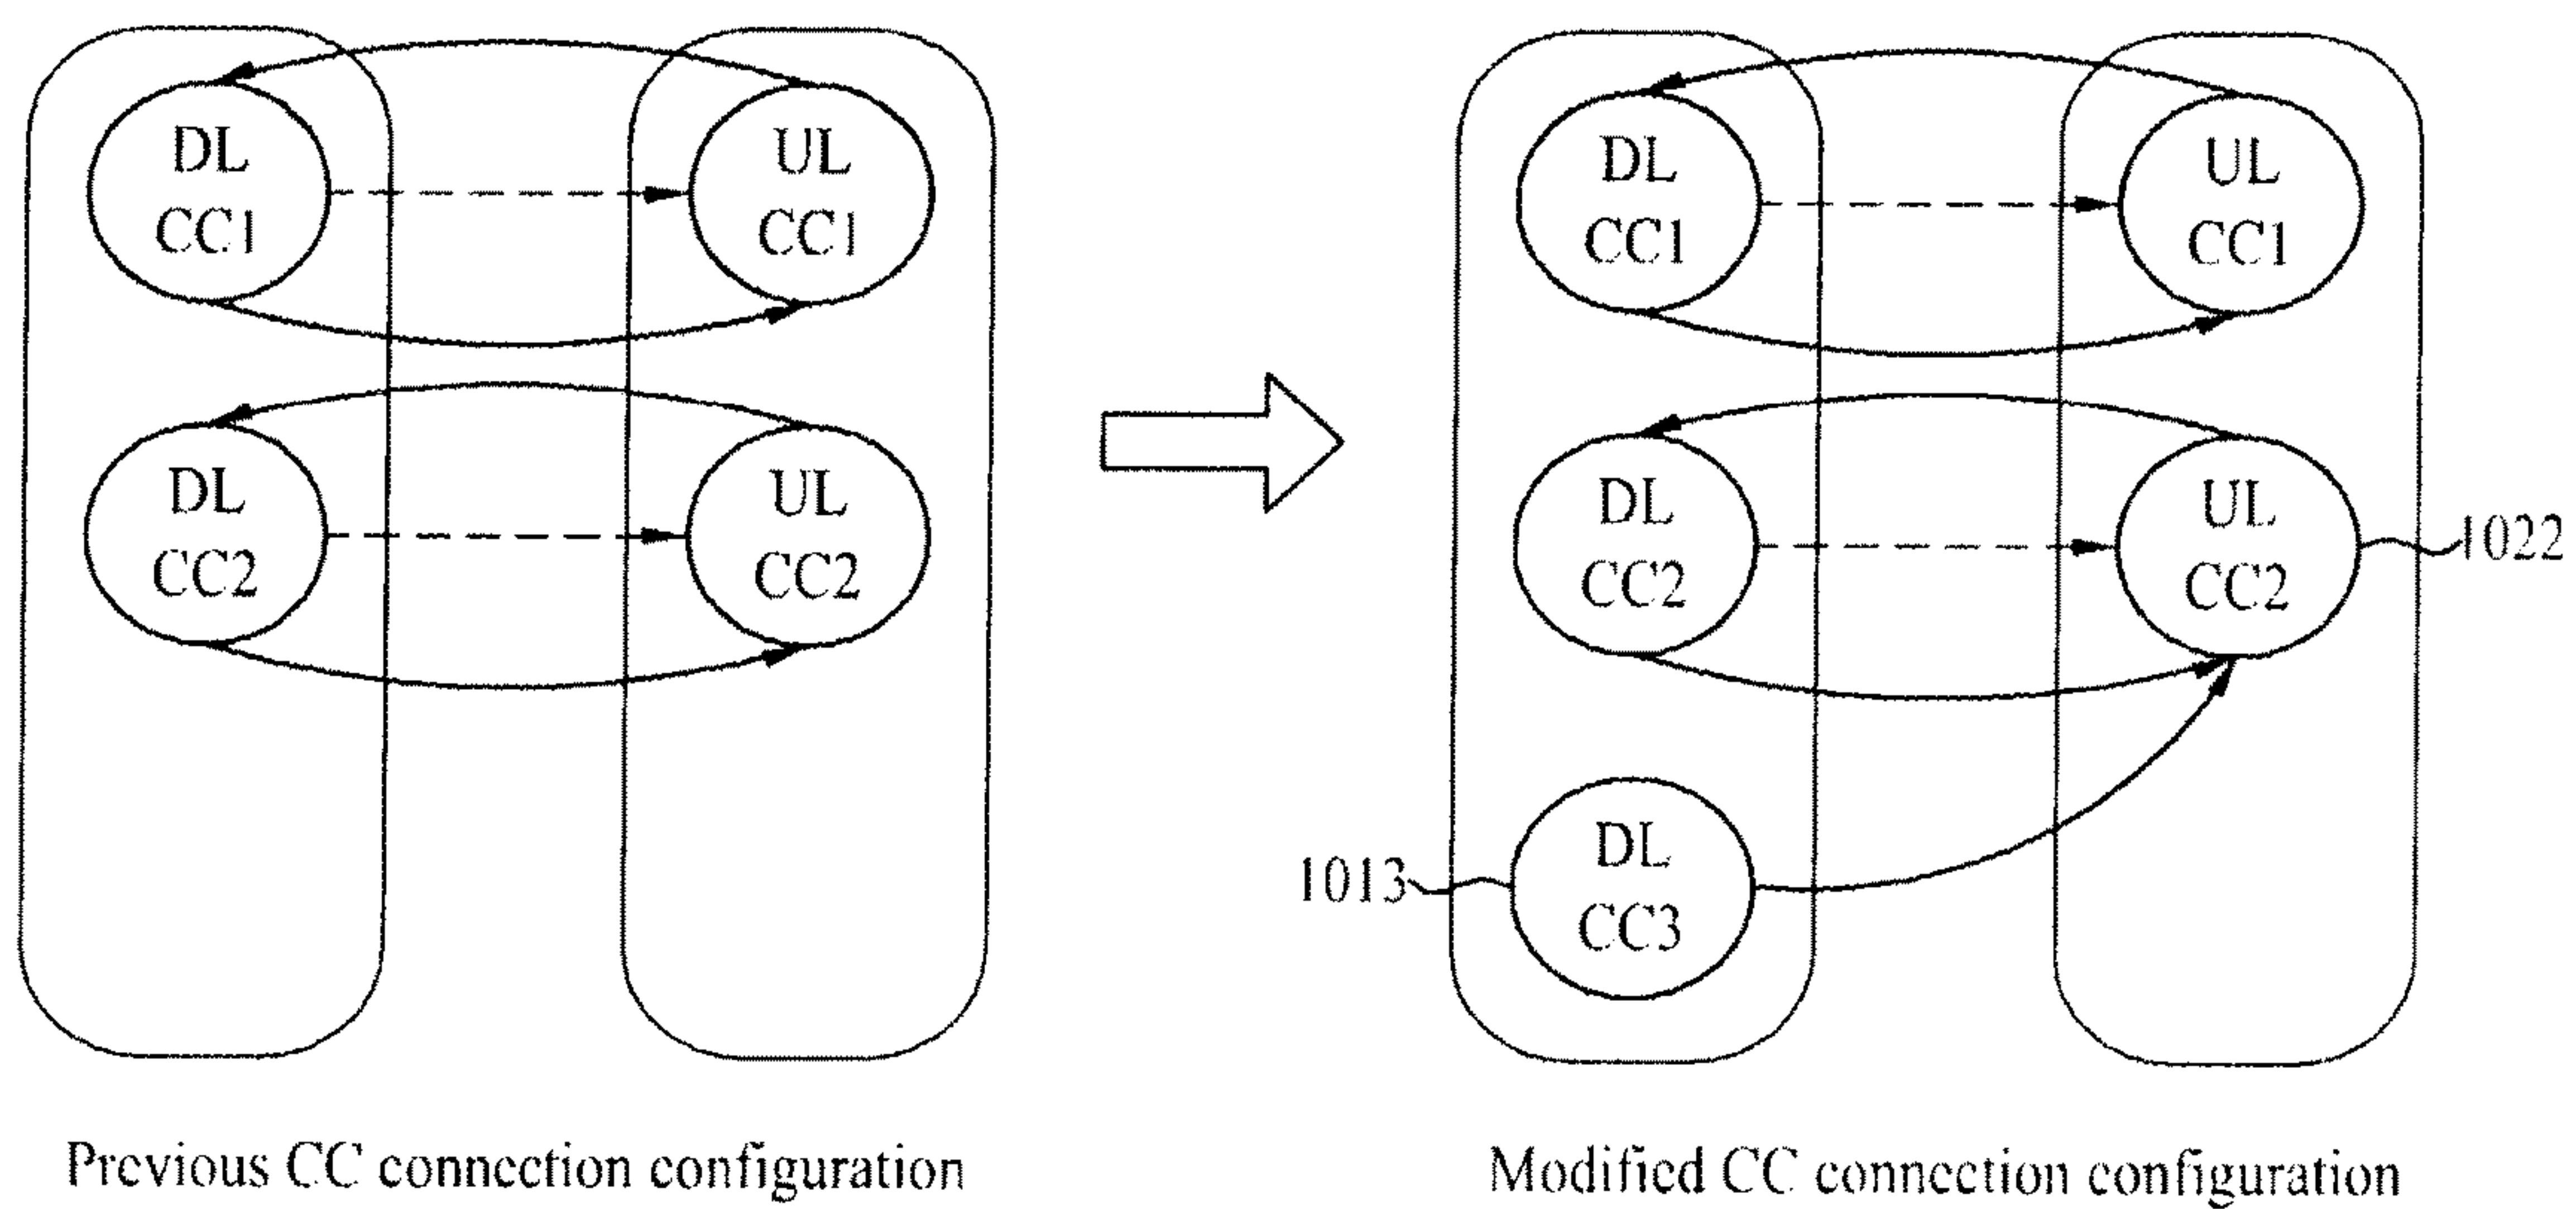 DL
CC1
UL
CC1
DL
CC2
UL
CC2
Previous CC connection configuration
DL
CC1
UL
CC1
DL
CC2
UL
CC2
1022
1013
DL
CC3
Modified CC connection configuration